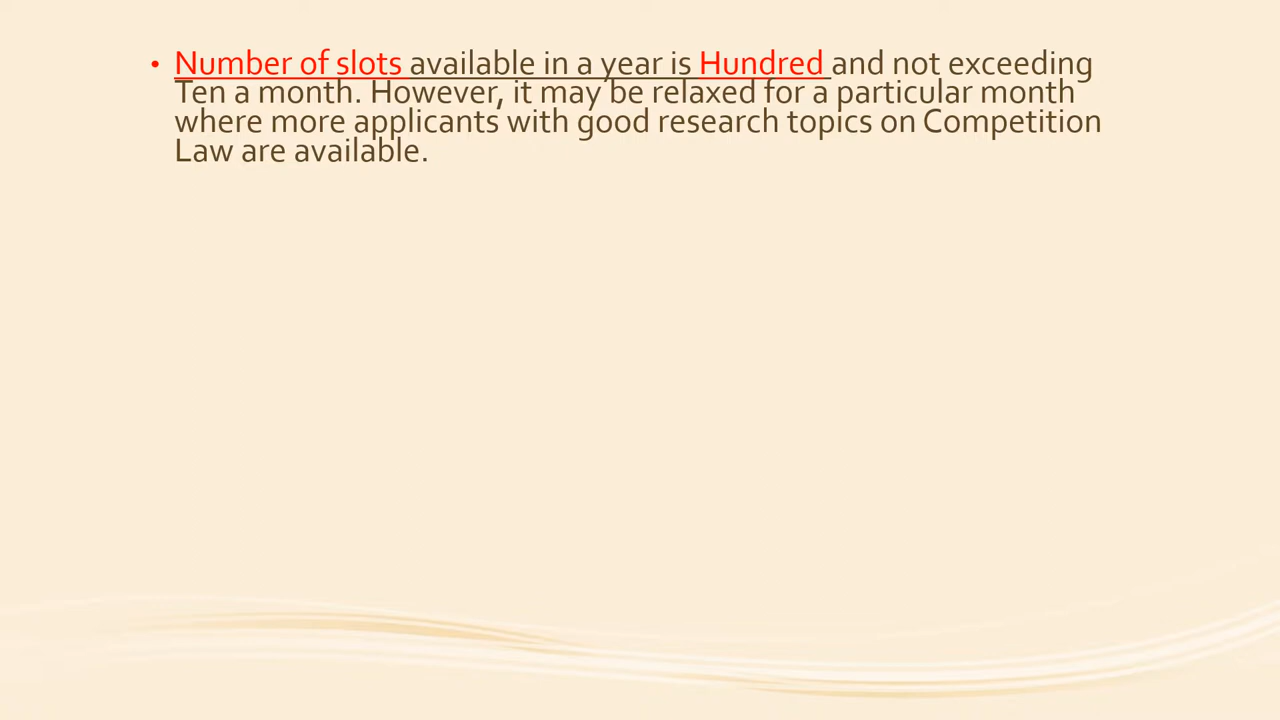 • Number of slots available in a year is Hundred and not exceeding
Ten a month. However, it may be relaxed for a particular month
where more applicants with good research topics on Competition
Law are available.